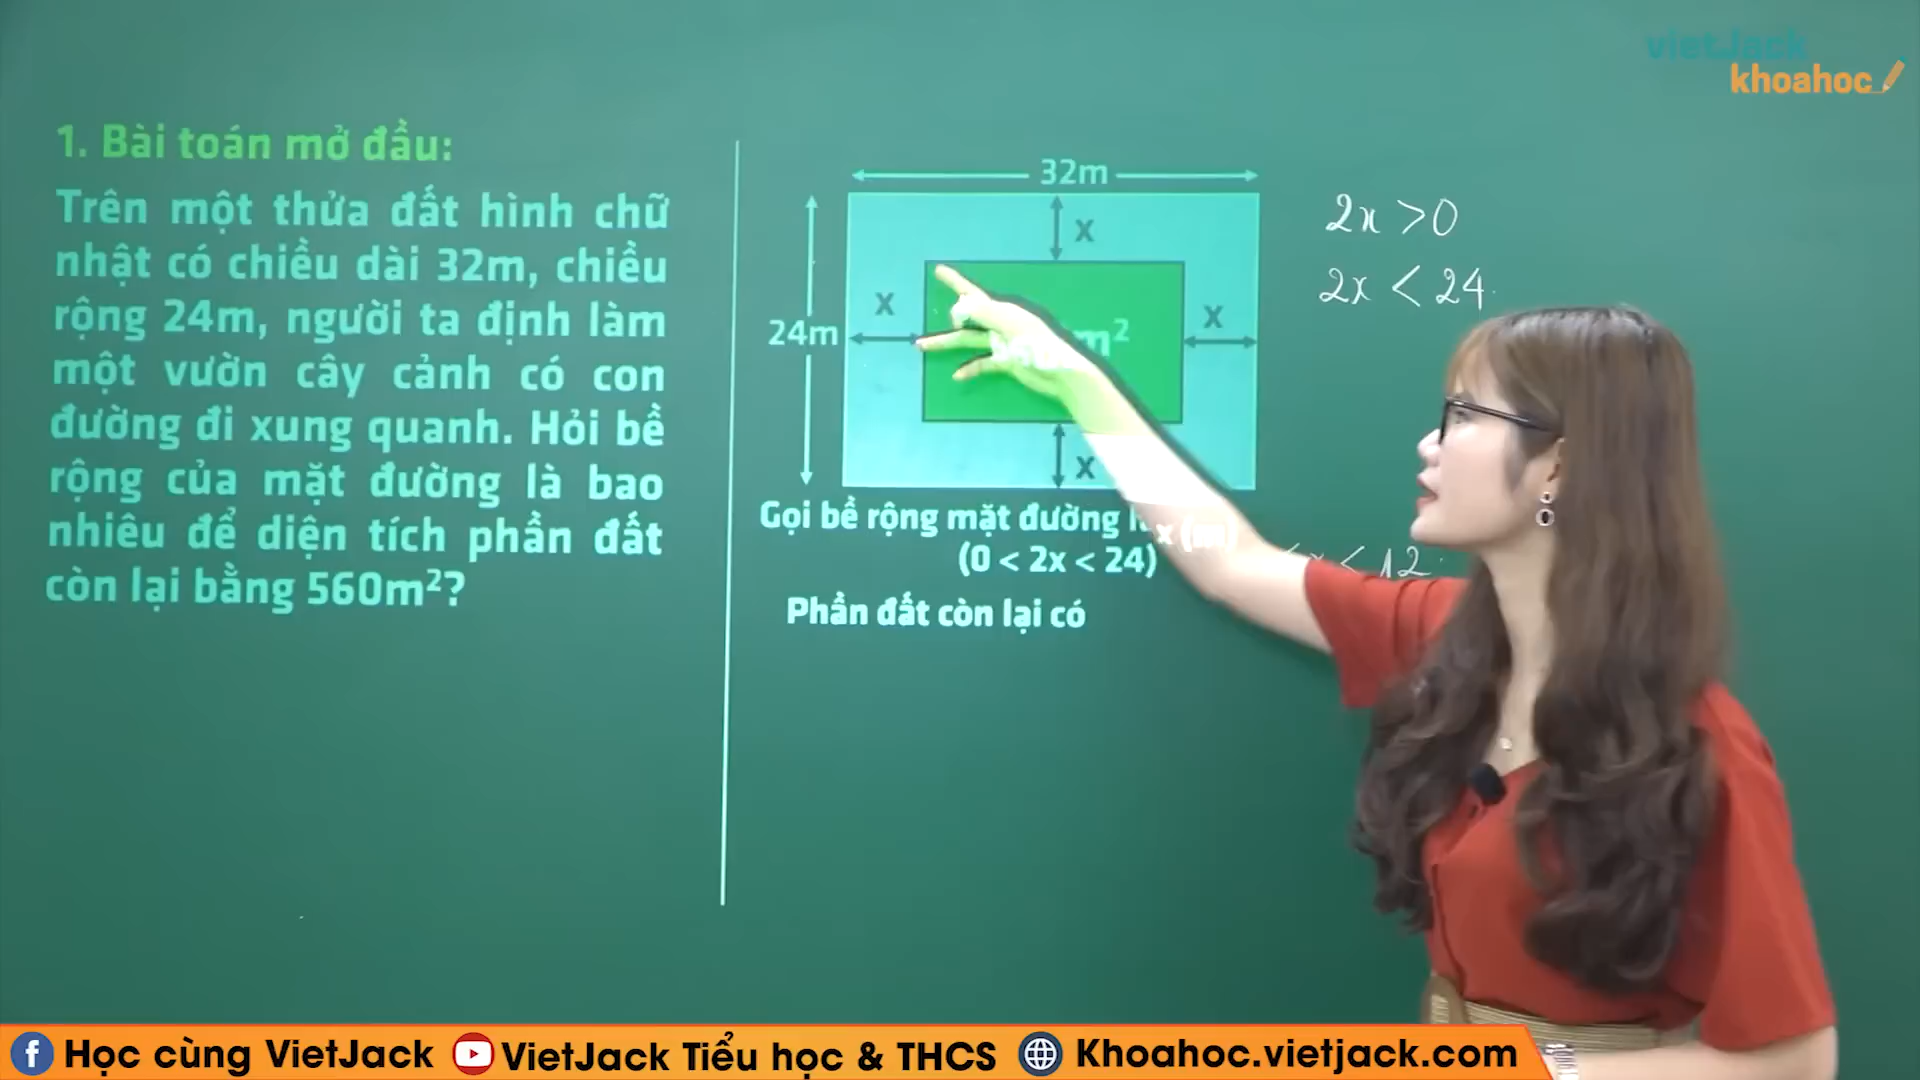 vietJack
khoahoc
1. Bài toán mở đầu:
Trên một thửa đất hình chữ
nhật có chiều dài 32m, chiều
rộng 24m, người ta định làm
một vườn cây cảnh có con
đường đi xung quanh. Hỏi bề
rộng của mặt đường là bao
nhiêu để diện tích phần đất
còn lại bằng 560m²?
32m
x
x
24m
m²
x
x
Gọi bề rộng mặt đường x (m)
(0 < 2x < 24)
Phần đất còn lại có
2x > 0
2x < 24
x < 12
Học cùng VietJack
VietJack Tiểu học & THCS
Khoahoc.vietjack.com